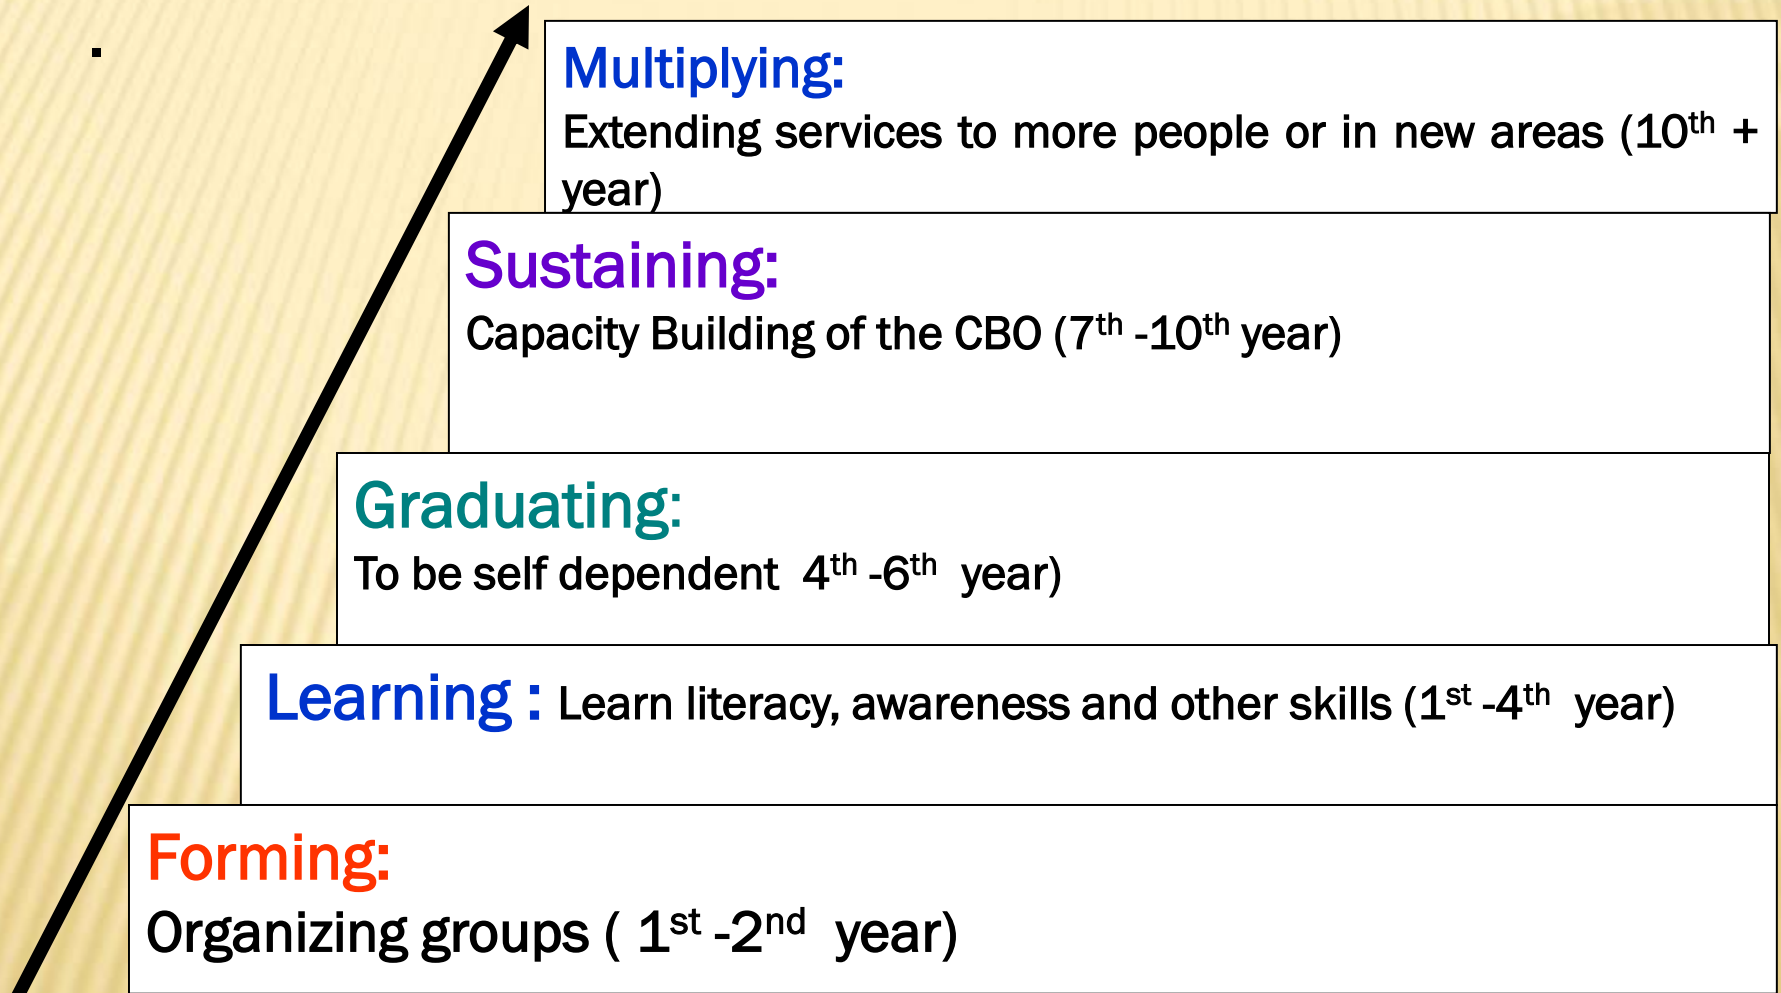 Multiplying:
Extending services to more people or in new areas (10th +
year)
Sustaining:
Capacity Building of the CBO (7th -10th year)
Graduating:
To be self dependent 4th -6th year)
Learning : Learn literacy, awareness and other skills (1st -4th year)
Forming:
Organizing groups ( 1st -2nd year)